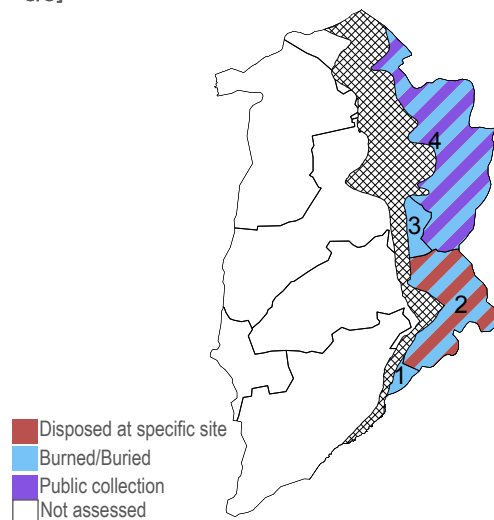 4
3
2
1
Disposed at specific site
Burned/Buried
Public collection
Not assessed